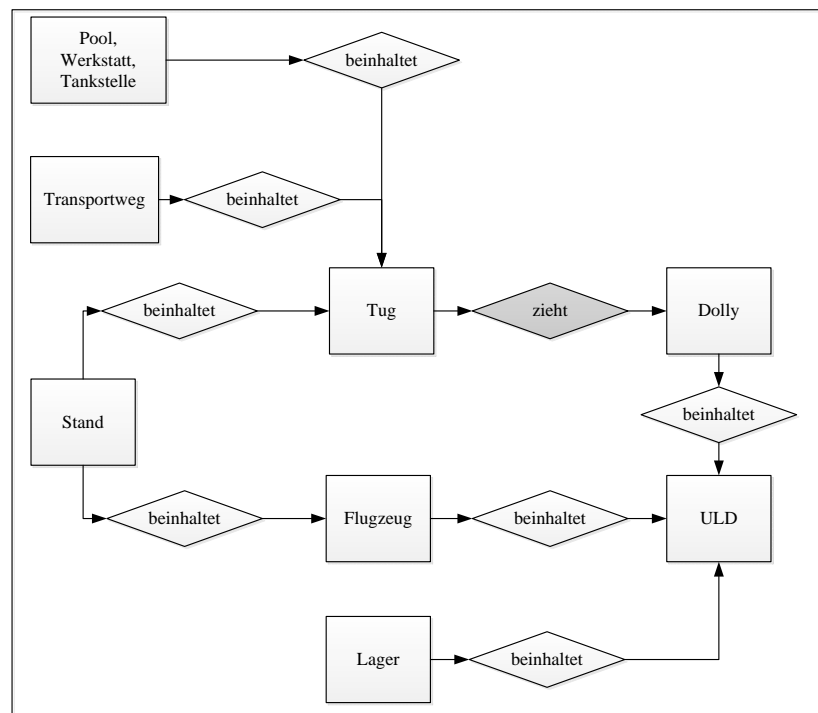 Pool,
Werkstatt,
Tankstelle
beinhaltet
Transportweg
beinhaltet
beinhaltet
Tug
zieht
Dolly
Stand
beinhaltet
beinhaltet
Flugzeug
beinhaltet
ULD
Lager
beinhaltet